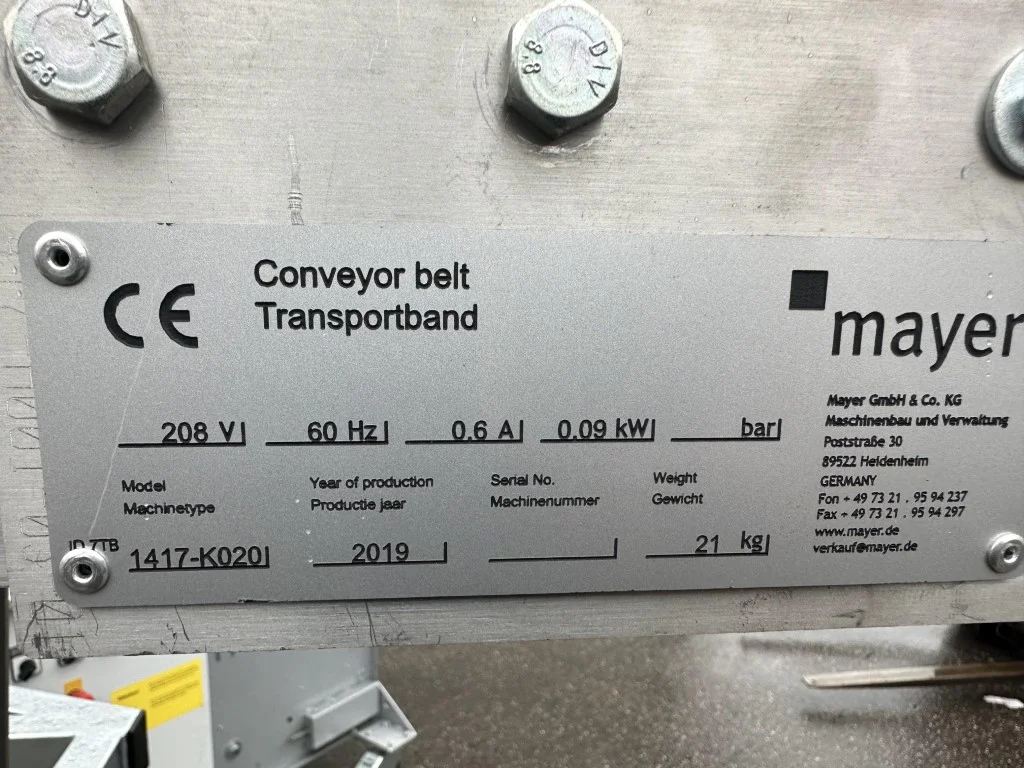 DIV
8.8
DIV
8.8
CE
Conveyor belt
Transportband
mayer
208 V
60 Hz
0.6 A
0.09 kW
bar
Model
Machinetype
Year of production
Productie jaar
Serial No.
Machinenummer
Weight
Gewicht
1417-K020
2019
21 kg
Mayer GmbH & Co. KG
Maschinenbau und Verwaltung
Poststraße 30
89522 Heidenheim
GERMANY
Fon + 49 73 21 . 95 94 237
Fax + 49 73 21 . 95 94 297
www.mayer.de
verkauf@mayer.de